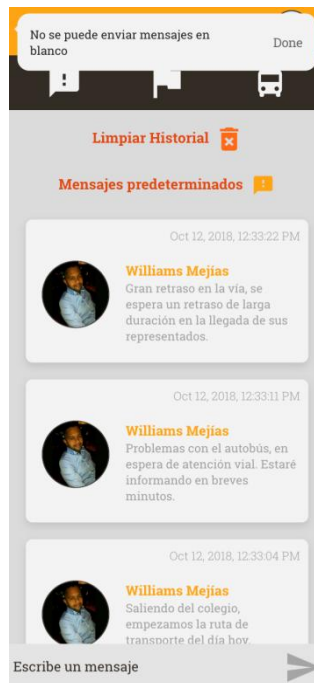 No se puede enviar mensajes en
blanco
Done
Limpiar Historial
Mensajes predeterminados
Oct 12, 2018, 12:33:22 PM
Williams Mejías
Gran retraso en la vía, se
espera un retraso de larga
duración en la llegada de sus
representados.
Oct 12, 2018, 12:33:11 PM
Williams Mejías
Problemas con el autobús, en
espera de atención vial. Estaré
informando en breves
minutos.
Oct 12, 2018, 12:33:04 PM
Williams Mejías
Saliendo del colegio,
empezamos la ruta de
transporte del día hoy.
Escribe un mensaje